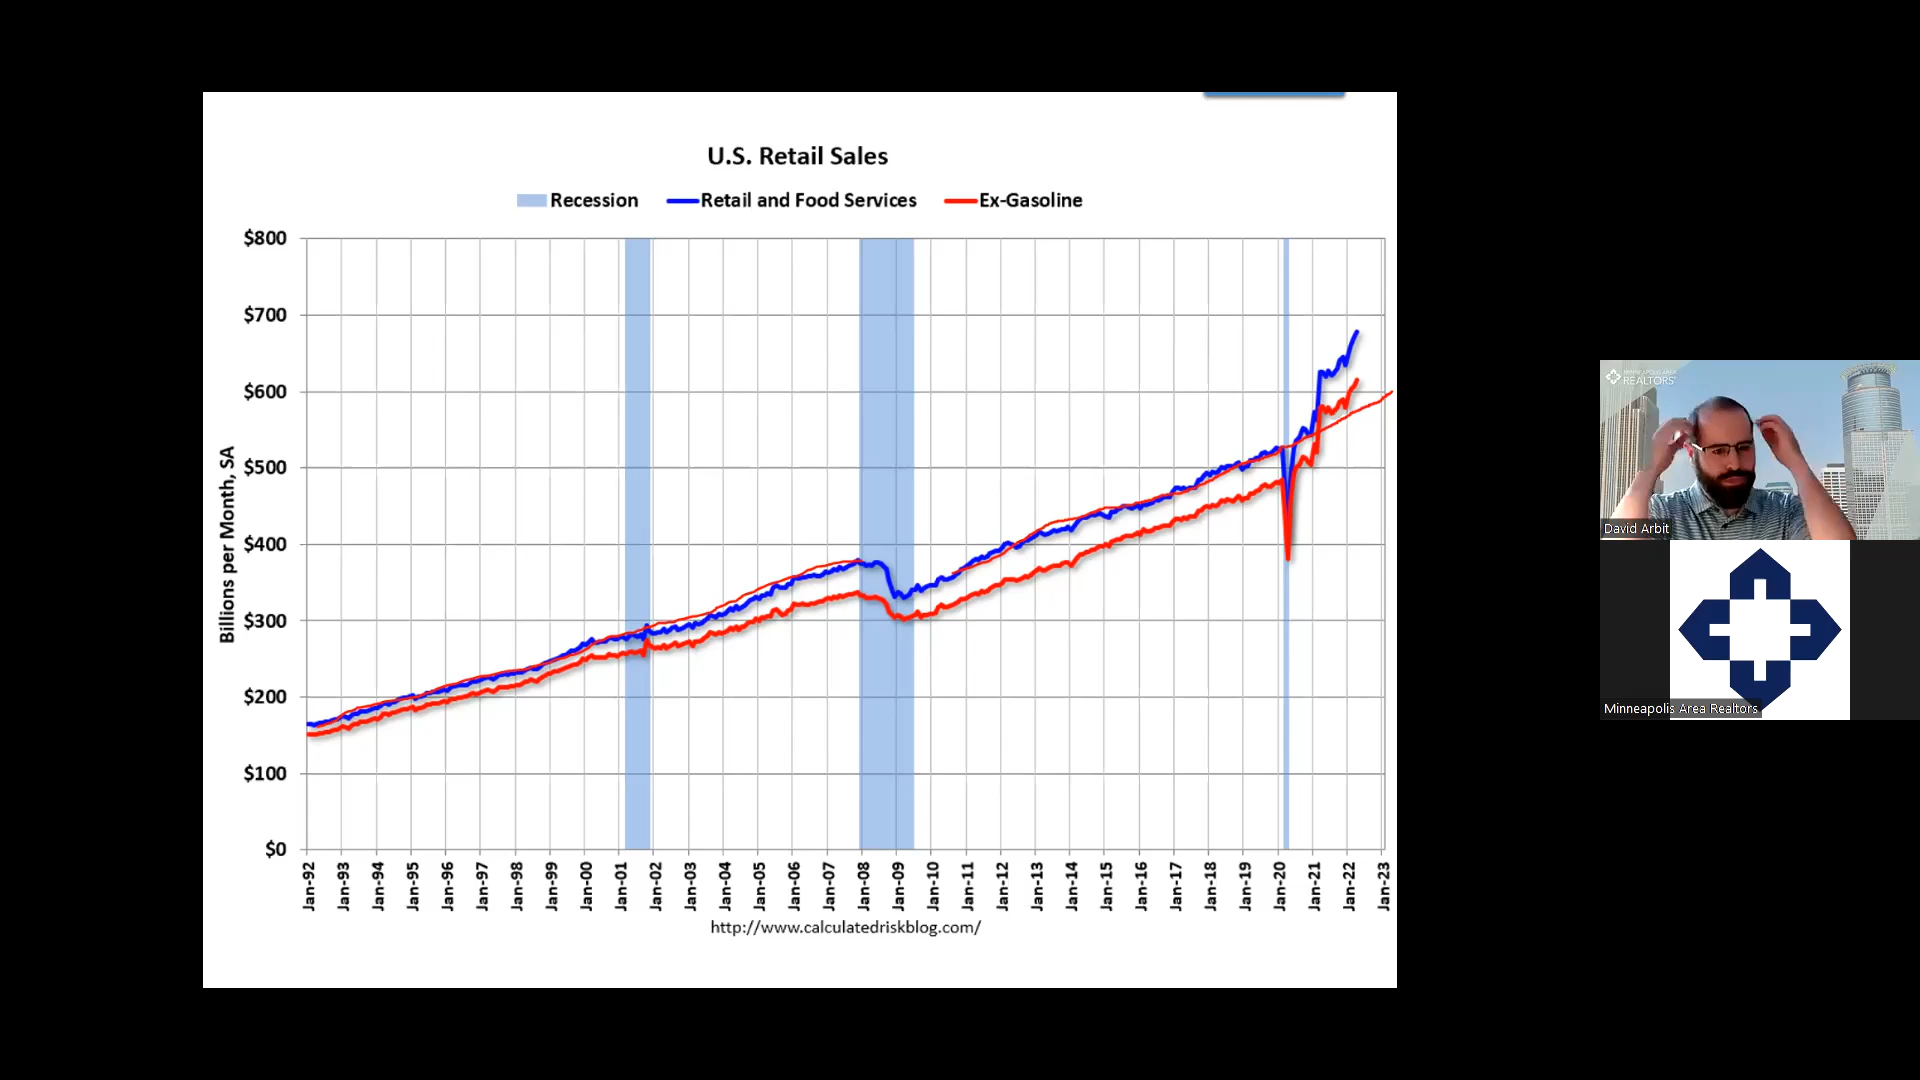 U.S. Retail Sales
Recession Retail and Food Services Ex-Gasoline
$800
$700
$600
$500
$400
$300
$200
$100
$0
Billions per Month, SA
Jan-92 Jan-93 Jan-94 Jan-95 Jan-96 Jan-97 Jan-98 Jan-99 Jan-00 Jan-01 Jan-02 Jan-03 Jan-04 Jan-05 Jan-06 Jan-07 Jan-08 Jan-09 Jan-10 Jan-11 Jan-12 Jan-13 Jan-14 Jan-15 Jan-16 Jan-17 Jan-18 Jan-19 Jan-20 Jan-21 Jan-22 Jan-23
http://www.calculatedriskblog.com/
MINNEAPOLIS AREA
REALTORS
David Arbit
Minneapolis Area Realtors